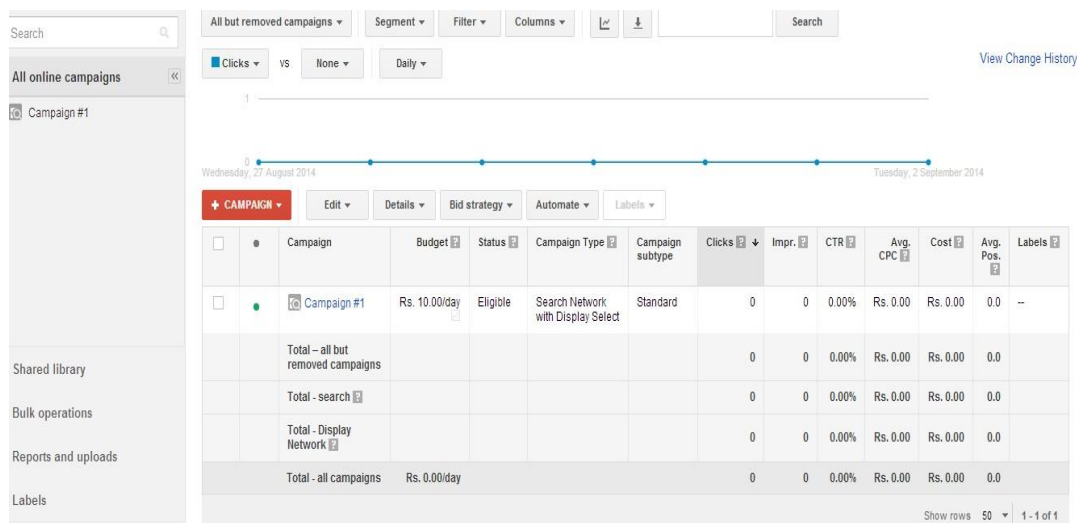 All but removed campaigns Segment Filter Columns Search
Search
Clicks VS None Daily
View Change History
All online campaigns «
Campaign #1
1
0
Wednesday, 27 August 2014 Tuesday, 2 September 2014
+ CAMPAIGN Edit Details Bid strategy Automate Labels
Campaign Budget ? Status ? Campaign Type ? Campaign subtype Clicks ? Impr. ? CTR ? Avg. CPC ? Cost ? Avg. Pos. ? Labels ?
Campaign #1 Rs. 10.00/day Eligible Search Network with Display Select Standard 0 0 0.00% Rs. 0.00 Rs. 0.00 0.0 --
Total – all but removed campaigns 0 0 0.00% Rs. 0.00 Rs. 0.00 0.0
Total - search ? 0 0 0.00% Rs. 0.00 Rs. 0.00 0.0
Total - Display Network ? 0 0 0.00% Rs. 0.00 Rs. 0.00 0.0
Total - all campaigns Rs. 0.00/day 0 0 0.00% Rs. 0.00 Rs. 0.00 0.0
Show rows 50 1 - 1 of 1
Shared library
Bulk operations
Reports and uploads
Labels